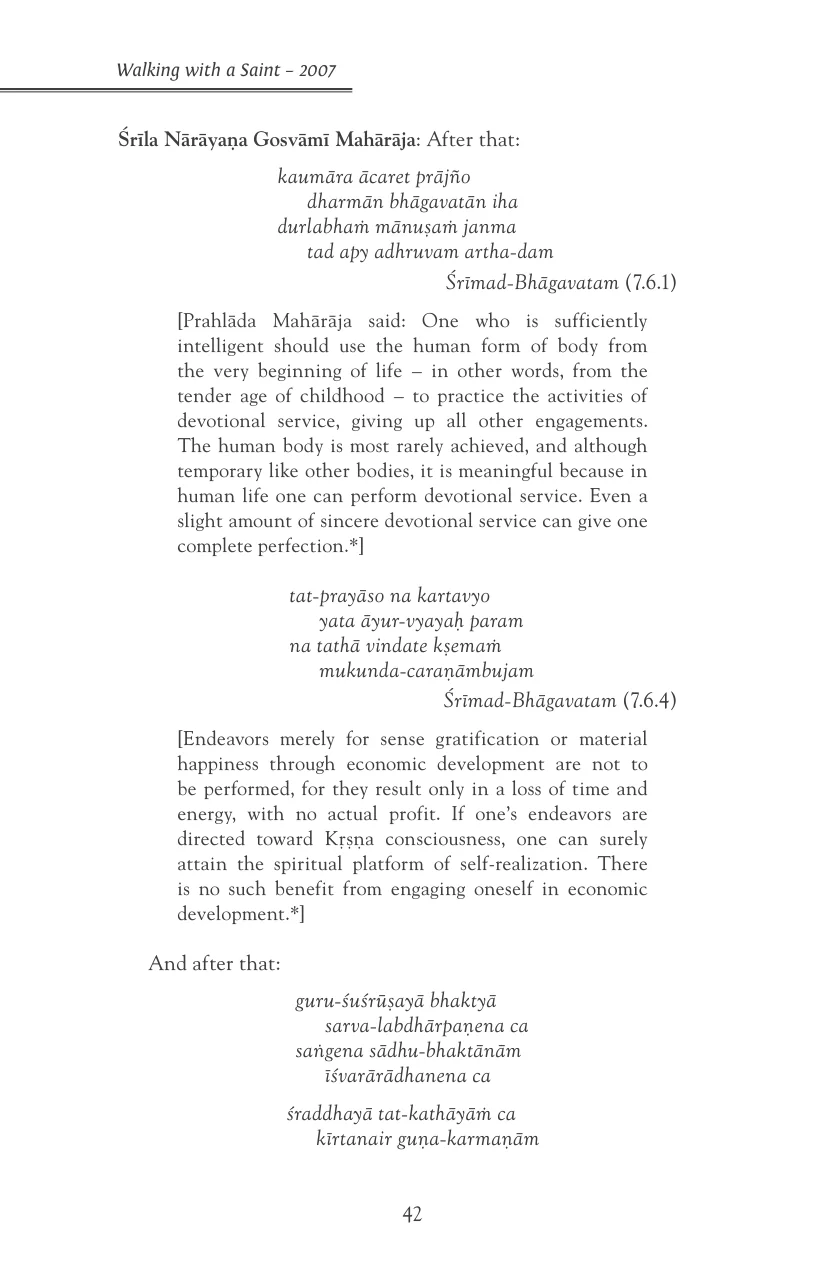 Walking with a Saint – 2007
Śrīla Nārāyaṇa Gosvāmī Mahārāja: After that:
kaumāra ācaret prājño
dharmān bhāgavatān iha
durlabhaṁ mānuṣaṁ janma
tad apy adhruvam artha-dam
Śrīmad-Bhāgavatam (7.6.1)
[Prahlāda Mahārāja said: One who is sufficiently
intelligent should use the human form of body from
the very beginning of life – in other words, from the
tender age of childhood – to practice the activities of
devotional service, giving up all other engagements.
The human body is most rarely achieved, and although
temporary like other bodies, it is meaningful because in
human life one can perform devotional service. Even a
slight amount of sincere devotional service can give one
complete perfection.*]
tat-prayāso na kartavyo
yata āyur-vyayaḥ param
na tathā vindate kṣemaṁ
mukunda-caraṇāmbujam
Śrīmad-Bhāgavatam (7.6.4)
[Endeavors merely for sense gratification or material
happiness through economic development are not to
be performed, for they result only in a loss of time and
energy, with no actual profit. If one’s endeavors are
directed toward Kṛṣṇa consciousness, one can surely
attain the spiritual platform of self-realization. There
is no such benefit from engaging oneself in economic
development.*]
And after that:
guru-śuśrūṣayā bhaktyā
sarva-labdhārpaṇena ca
saṅgena sādhu-bhaktānām
īśvarārādhanena ca
śraddhayā tat-kathāyāṁ ca
kīrtanair guṇa-karmaṇām
42